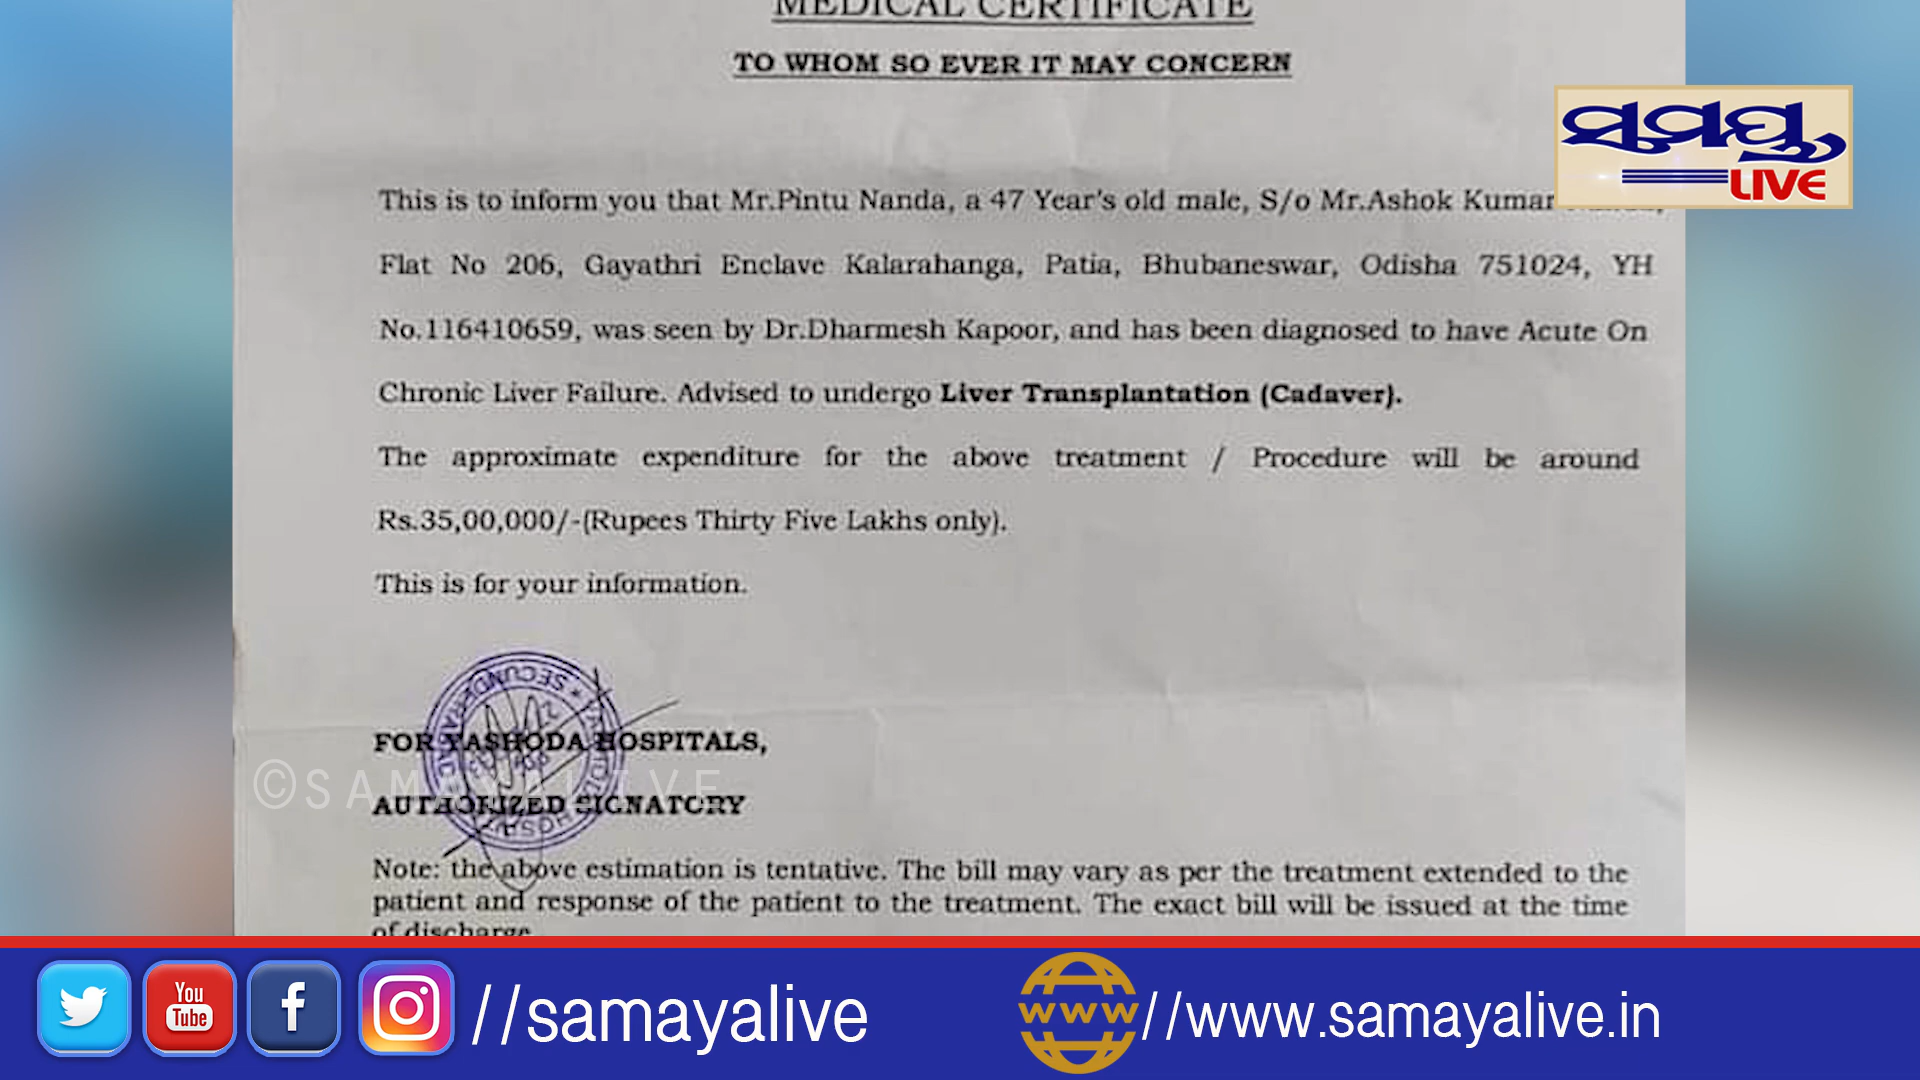 MEDICAL CERTIFICATE
TO WHOM SO EVER IT MAY CONCERN
ସମୟ
LIVE
This is to inform you that Mr.Pintu Nanda, a 47 Year's old male, S/o Mr.Ashok Kumar
Flat No 206, Gayathri Enclave Kalarahanga, Patia, Bhubaneswar, Odisha 751024, YH
No.116410659, was seen by Dr.Dharmesh Kapoor, and has been diagnosed to have Acute On
Chronic Liver Failure. Advised to undergo Liver Transplantation (Cadaver).
The approximate expenditure for the above treatment / Procedure will be around
Rs.35,00,000/-(Rupees Thirty Five Lakhs only).
This is for your information.
SECUNDERABAD
FOR YASHODA HOSPITALS,
©SAMAYALIVE
AUTHORIZED SIGNATORY
Note: the above estimation is tentative. The bill may vary as per the treatment extended to the
patient and response of the patient to the treatment. The exact bill will be issued at the time
of discharge
You
Tube
//samayalive
www//www.samayalive.in